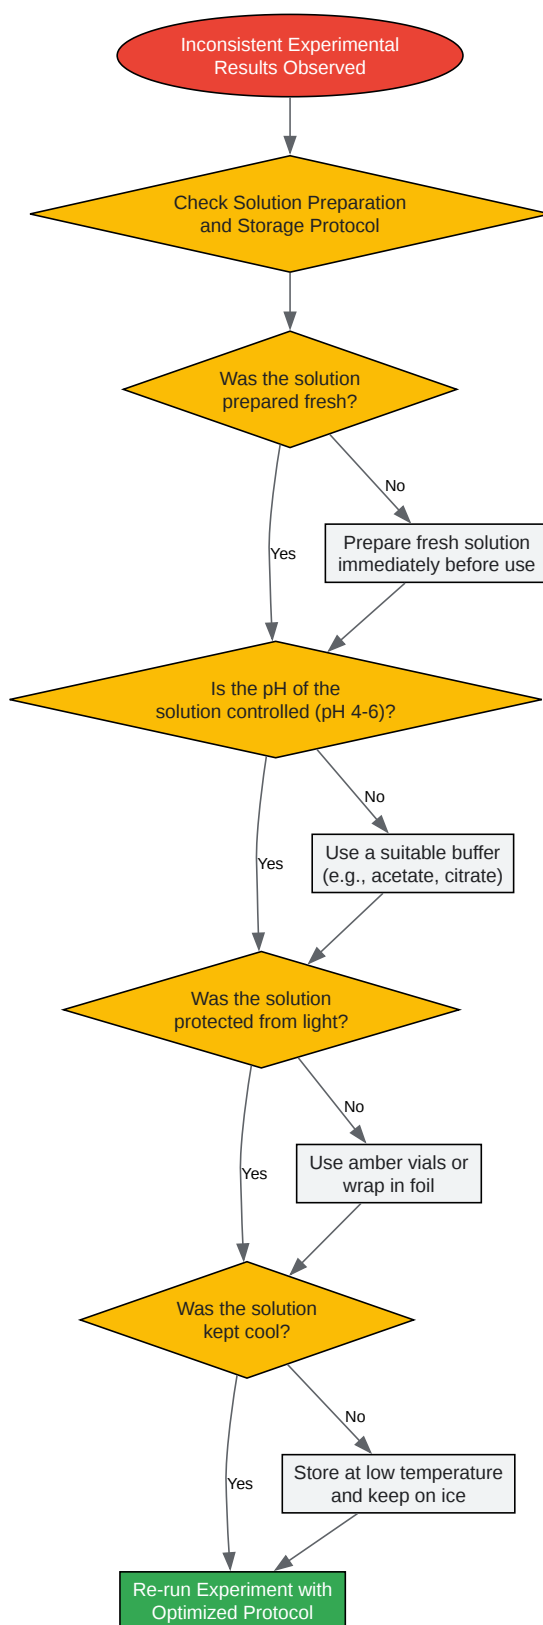 Inconsistent Experimental
Results Observed
Check Solution Preparation
and Storage Protocol
Was the solution
prepared fresh?
No
Yes
Prepare fresh solution
immediately before use
Is the pH of the
solution controlled (pH 4-6)?
No
Yes
Use a suitable buffer
(e.g., acetate, citrate)
Was the solution
protected from light?
No
Yes
Use amber vials or
wrap in foil
Was the solution
kept cool?
No
Yes
Store at low temperature
and keep on ice
Re-run Experiment with
Optimized Protocol